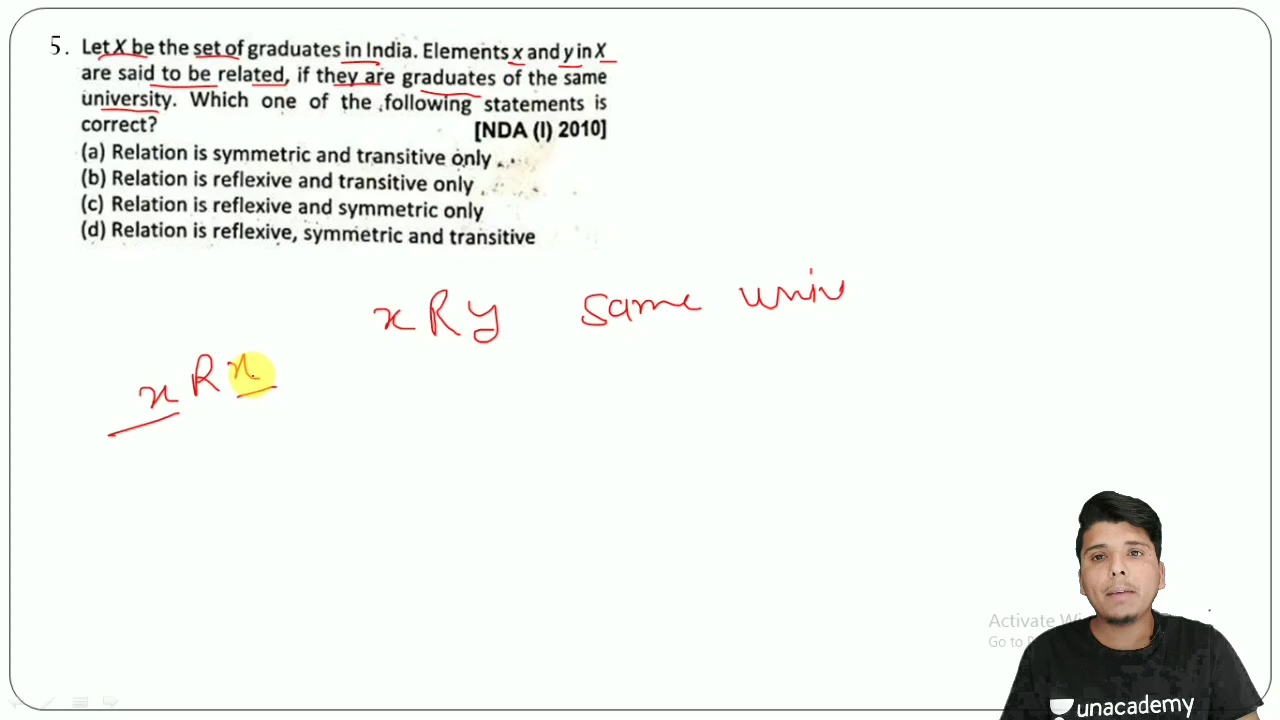 5. Let X be the set of graduates in India. Elements x and y in X
are said to be related, if they are graduates of the same
university. Which one of the following statements is
correct? [NDA (I) 2010]
(a) Relation is symmetric and transitive only
(b) Relation is reflexive and transitive only
(c) Relation is reflexive and symmetric only
(d) Relation is reflexive, symmetric and transitive
x R y same univ
x R x
Activate
Go to
unacademy